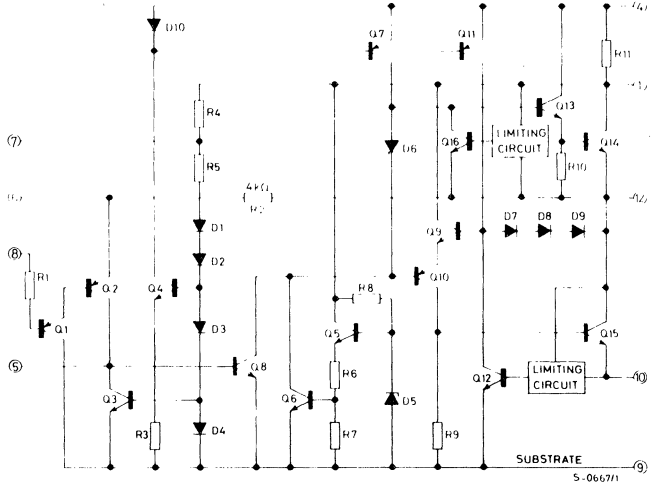 (4)
Q7
Q11
D10
R11
(1)
Q13
R4
(7)
Q16
LIMITING
CIRCUIT
Q14
D6
R5
R10
4KΩ
R2
(12)
D7
D8
D9
D1
Q9
(8)
D2
R1
Q2
Q4
Q10
R8
Q1
D3
Q5
Q15
(5)
Q8
R6
Q12
LIMITING
CIRCUIT
(10)
Q3
Q6
D5
R3
D4
R7
R9
SUBSTRATE
(9)
S-0667/1